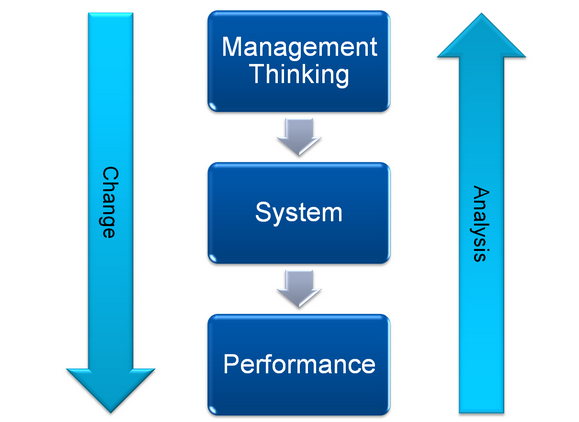 Management
Thinking
Change
System
Analysis
Performance